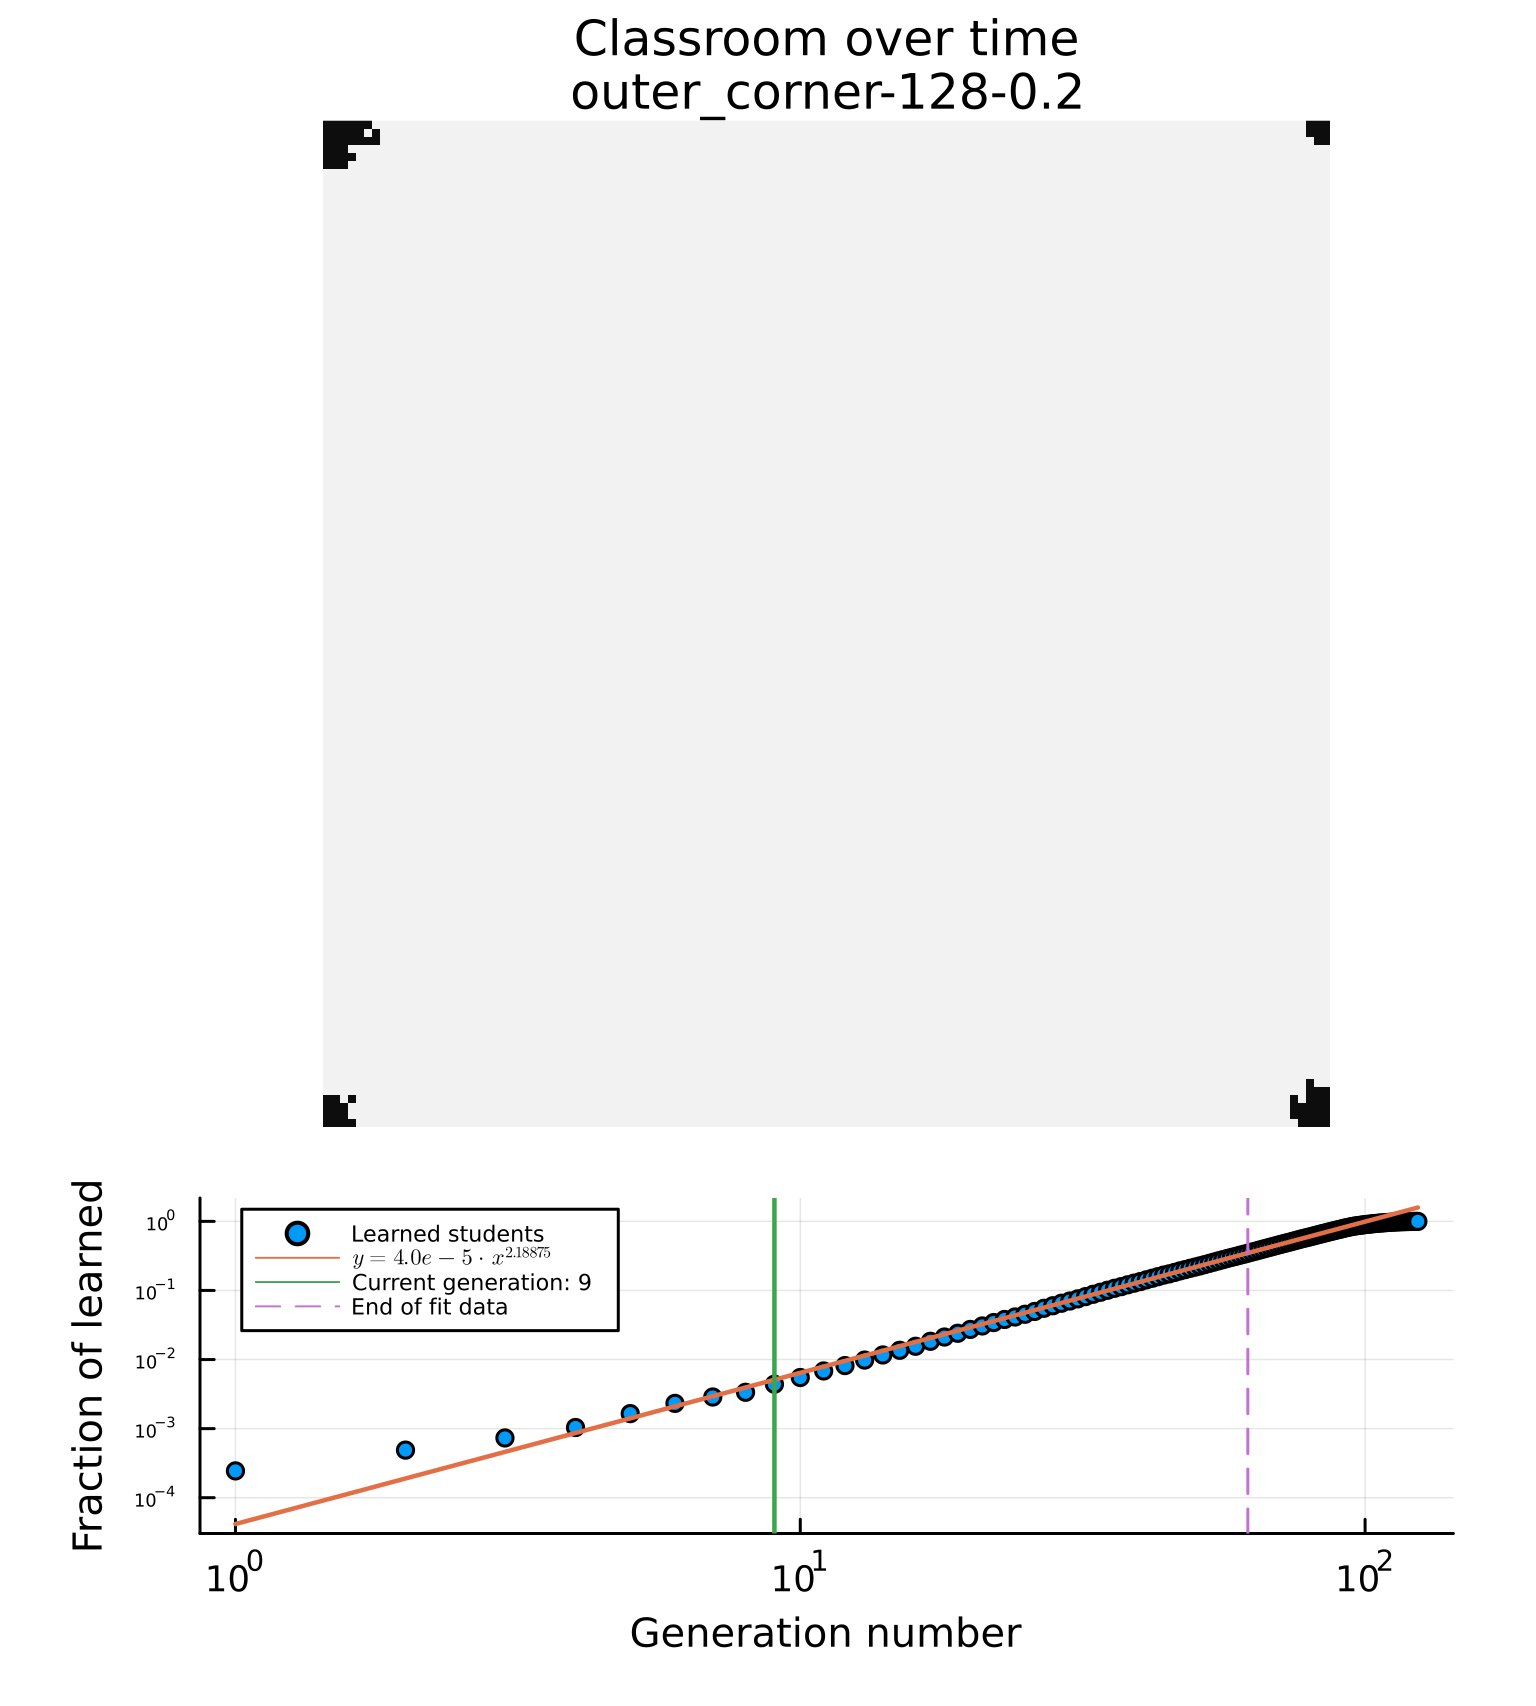 Classroom over time
outer_corner-128-0.2
Fraction of learned
10^0
10^-1
10^-2
10^-3
10^-4
Learned students
y = 4.0e − 5 · x^2.18875
Current generation: 9
End of fit data
10^0 10^1 10^2
Generation number